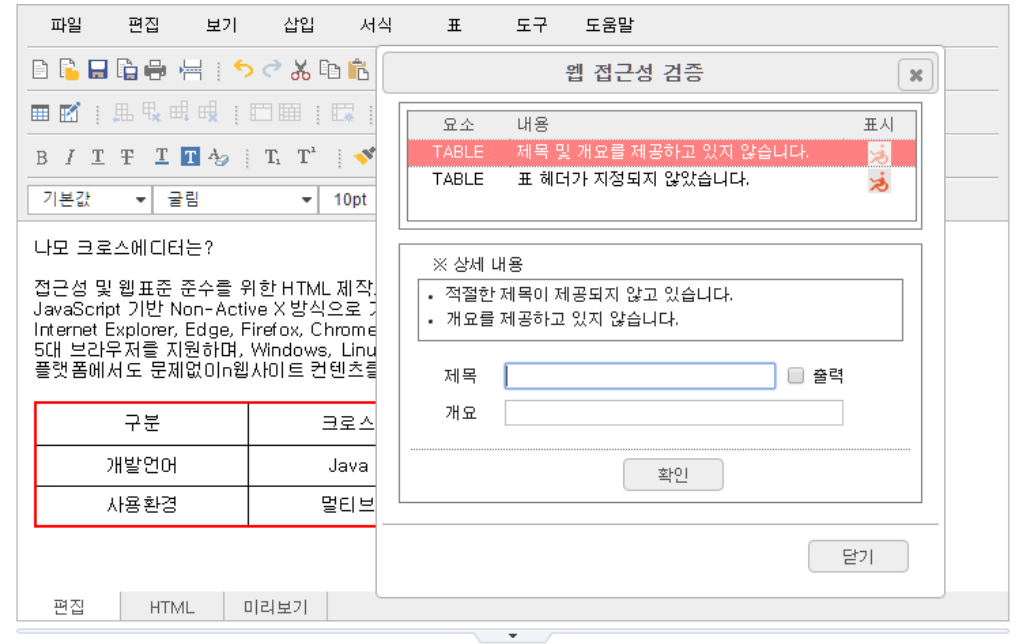 파일 편집 보기 삽입 서식 표 도구 도움말
웹 접근성 검증
B I T T T T T₁ T¹
기본값 굴림 10pt
요소 내용 표시
TABLE 제목 및 개요를 제공하고 있지 않습니다.
TABLE 표 헤더가 지정되지 않았습니다.
※ 상세 내용
• 적절한 제목이 제공되지 않고 있습니다.
• 개요를 제공하고 있지 않습니다.
제목 출력
개요
확인
닫기
나모 크로스에디터는?
접근성 및 웹표준 준수를 위한 HTML 제작
JavaScript 기반 Non-Active X 방식으로
Internet Explorer, Edge, Firefox, Chrome
5대 브라우저를 지원하며, Windows, Linu
플랫폼에서도 문제없이n웹사이트 컨텐츠를
구분 크로스
개발언어 Java
사용환경 멀티브
편집 HTML 미리보기